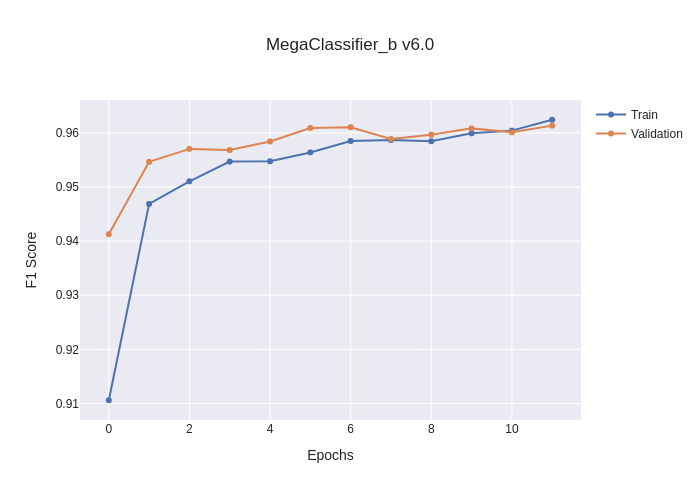 MegaClassifier_b v6.0
Train
Validation
F1 Score
0.96
0.95
0.94
0.93
0.92
0.91
0 2 4 6 8 10
Epochs